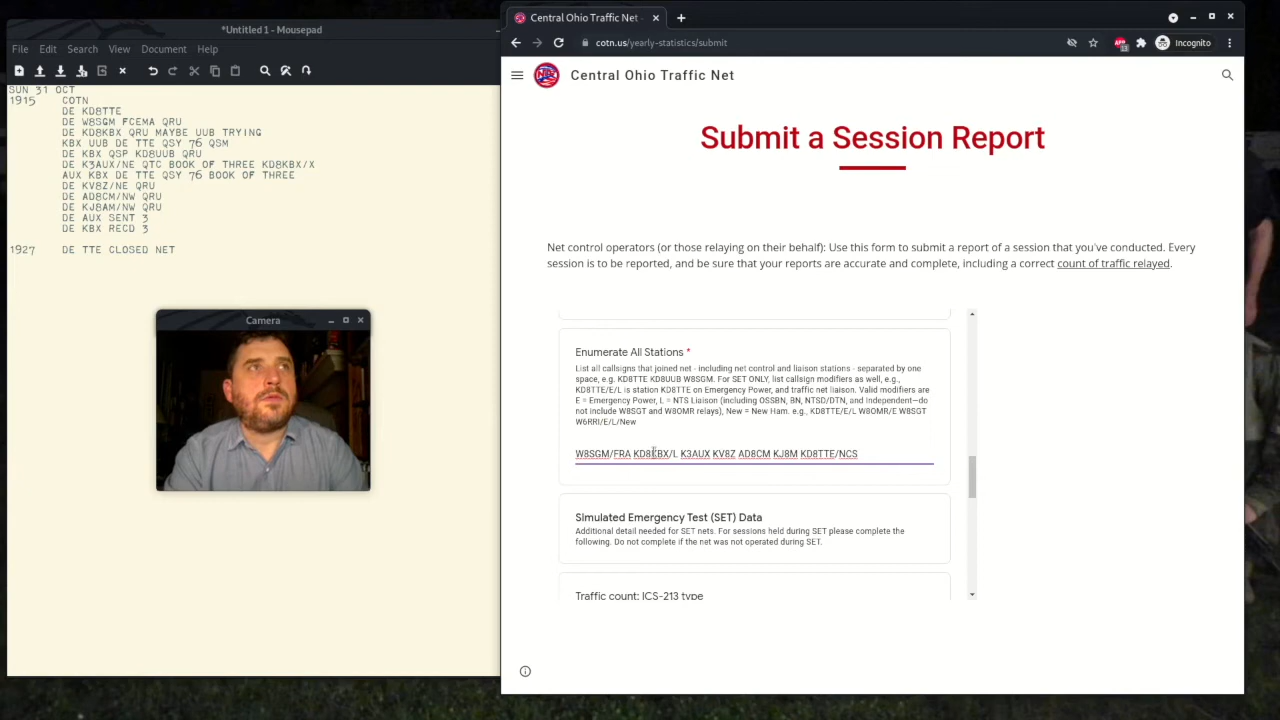 *Untitled 1 - Mousepad
File Edit Search View Document Help
SUN 31 OCT
1915 COTN
DE KD8TTE
DE W8SGM FCEMA QRU
DE KD8KBX QRU MAYBE UUB TRYING
KBX UUB DE TTE QSY 76 QSM
DE KBX QSP KD8UUB QRU
DE K3AUX/NE QTC BOOK OF THREE KD8KBX/X
AUX KBX DE TTE QSY 76 BOOK OF THREE
DE KV8Z/NE QRU
DE AD8CM/NW QRU
DE KJ8AM/NW QRU
DE AUX SENT 3
DE KBX RECD 3
1927 DE TTE CLOSED NET
Camera
Central Ohio Traffic Net -
cotn.us/yearly-statistics/submit
Incognito
Central Ohio Traffic Net
Submit a Session Report
Net control operators (or those relaying on their behalf): Use this form to submit a report of a session that you've conducted. Every
session is to be reported, and be sure that your reports are accurate and complete, including a correct count of traffic relayed.
Enumerate All Stations *
List all callsigns that joined net - including net control and liaison stations - separated by one
space, e.g. KD8TTE KD8UUB W8SGM. For SET ONLY, list callsign modifiers as well, e.g.,
KD8TTE/E/L is station KD8TTE on Emergency Power, and traffic net liaison. Valid modifiers are
E = Emergency Power, L = NTS Liaison (including OSSBN, BN, NTSD/DTN, and Independent—do
not include W8SGT and W8OMR relays), New = New Ham. e.g., KD8TTE/E/L W8OMR/E W8SGT
W6RRI/E/L/New
W8SGM/FRA KD8KBX/L K3AUX KV8Z AD8CM KJ8M KD8TTE/NCS
Simulated Emergency Test (SET) Data
Additional detail needed for SET nets. For sessions held during SET please complete the
following. Do not complete if the net was not operated during SET.
Traffic count: ICS-213 type